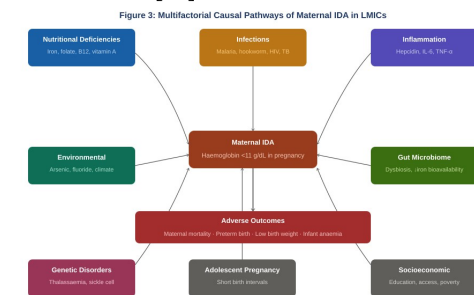 Figure 3: Multifactorial Causal Pathways of Maternal IDA in LMICs
Nutritional Deficiencies
Iron, folate, B12, vitamin A
Infections
Malaria, hookworm, HIV, TB
Inflammation
Hepcidin, IL-6, TNF-α
Maternal IDA
Haemoglobin <11 g/dL in pregnancy
Environmental
Arsenic, fluoride, climate
Gut Microbiome
Dysbiosis, ↓iron bioavailability
Adverse Outcomes
Maternal mortality · Preterm birth · Low birth weight · Infant anaemia
Genetic Disorders
Thalassaemia, sickle cell
Adolescent Pregnancy
Short birth intervals
Socioeconomic
Education, access, poverty